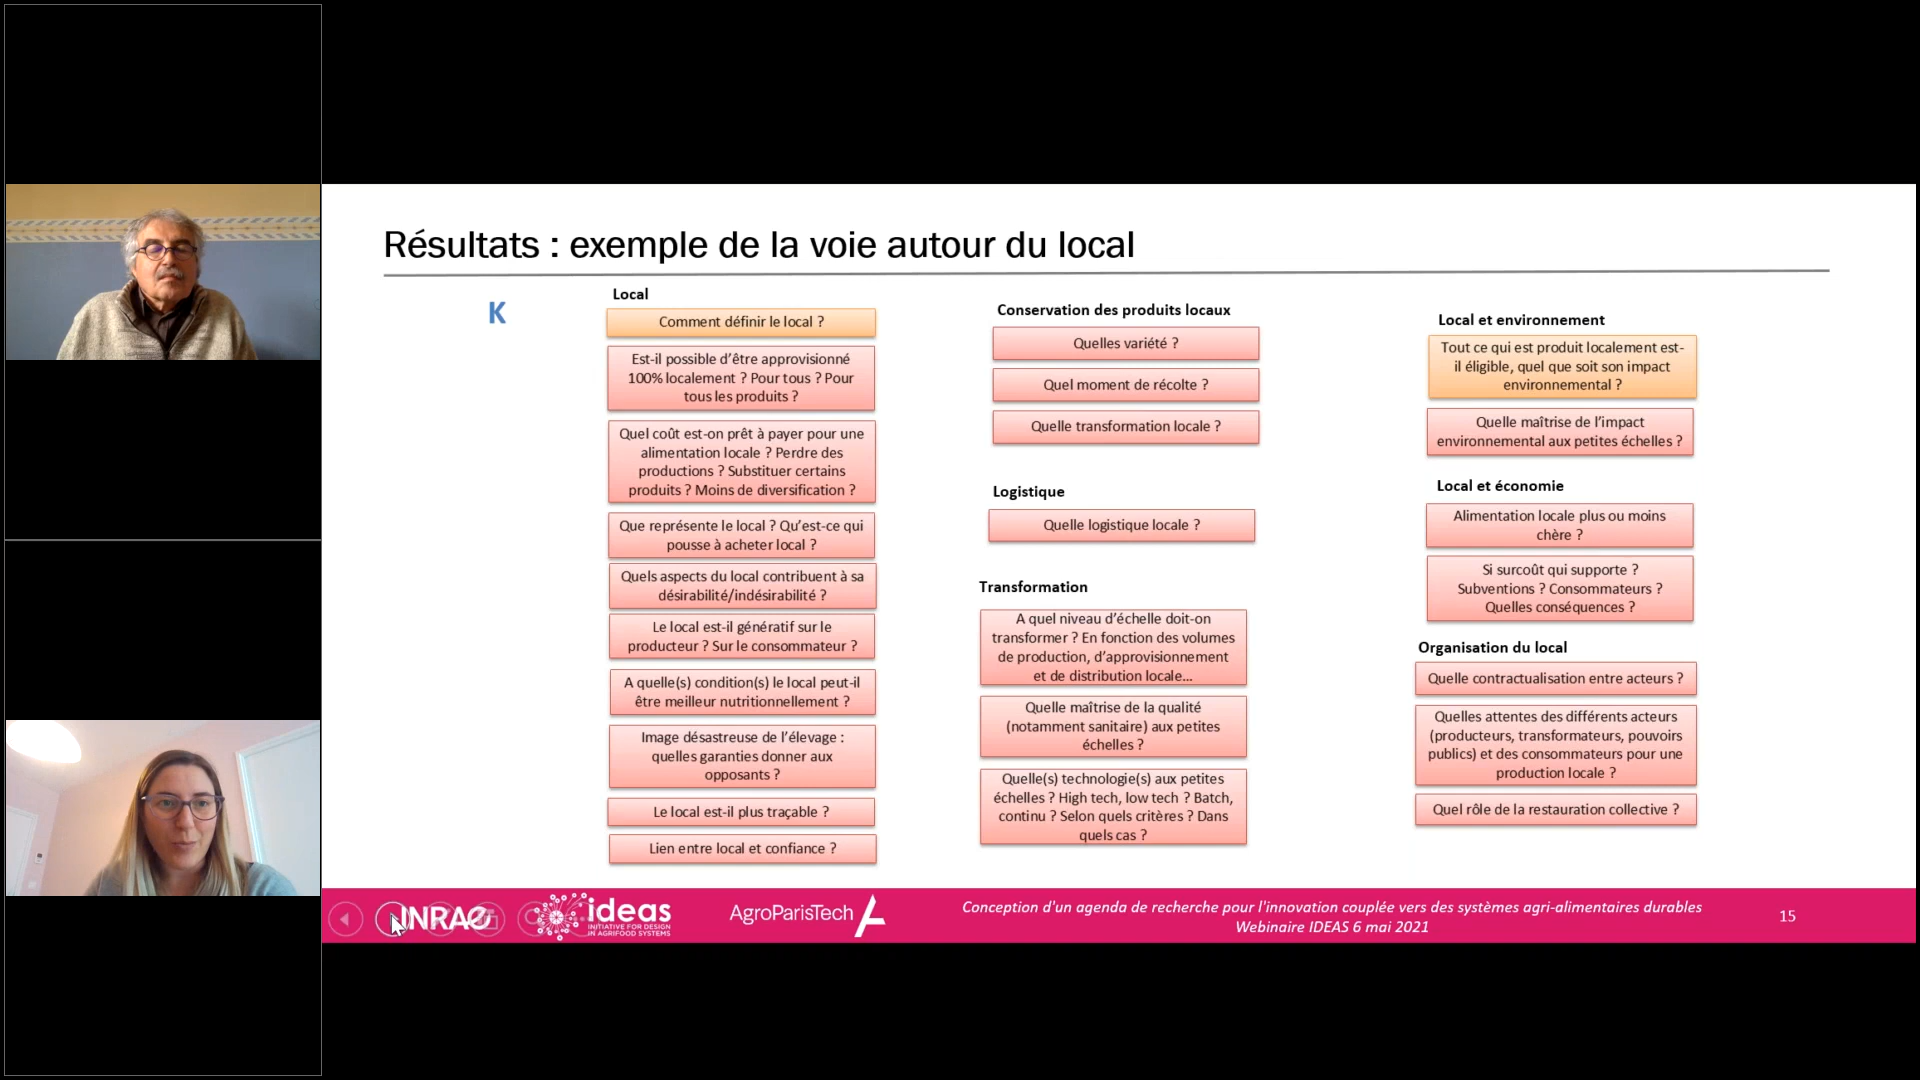 Résultats : exemple de la voie autour du local
K
Local
Comment définir le local ?
Est-il possible d'être approvisionné
100% localement ? Pour tous ? Pour
tous les produits ?
Quel coût est-on prêt à payer pour une
alimentation locale ? Perdre des
productions ? Substituer certains
produits ? Moins de diversification ?
Que représente le local ? Qu'est-ce qui
pousse à acheter local ?
Quels aspects du local contribuent à sa
désirabilité/indésirabilité ?
Le local est-il génératif sur le
producteur ? Sur le consommateur ?
A quelle(s) condition(s) le local peut-il
être meilleur nutritionnellement ?
Image désastreuse de l'élevage :
quelles garanties donner aux
opposants ?
Le local est-il plus traçable ?
Lien entre local et confiance ?
Conservation des produits locaux
Quelles variété ?
Quel moment de récolte ?
Quelle transformation locale ?
Logistique
Quelle logistique locale ?
Transformation
A quel niveau d'échelle doit-on
transformer ? En fonction des volumes
de production, d'approvisionnement
et de distribution locale...
Quelle maîtrise de la qualité
(notamment sanitaire) aux petites
échelles ?
Quelle(s) technologie(s) aux petites
échelles ? High tech, low tech ? Batch,
continu ? Selon quels critères ? Dans
quels cas ?
Local et environnement
Tout ce qui est produit localement est-
il éligible, quel que soit son impact
environnemental ?
Quelle maîtrise de l'impact
environnemental aux petites échelles ?
Local et économie
Alimentation locale plus ou moins
chère ?
Si surcoût qui supporte ?
Subventions ? Consommateurs ?
Quelles conséquences ?
Organisation du local
Quelle contractualisation entre acteurs ?
Quelles attentes des différents acteurs
(producteurs, transformateurs, pouvoirs
publics) et des consommateurs pour une
production locale ?
Quel rôle de la restauration collective ?
INRAE
ideas
INITIATIVE FOR DESIGN
IN AGRIFOOD SYSTEMS
AgroParisTech
Conception d'un agenda de recherche pour l'innovation couplée vers des systèmes agri-alimentaires durables
Webinaire IDEAS 6 mai 2021
15